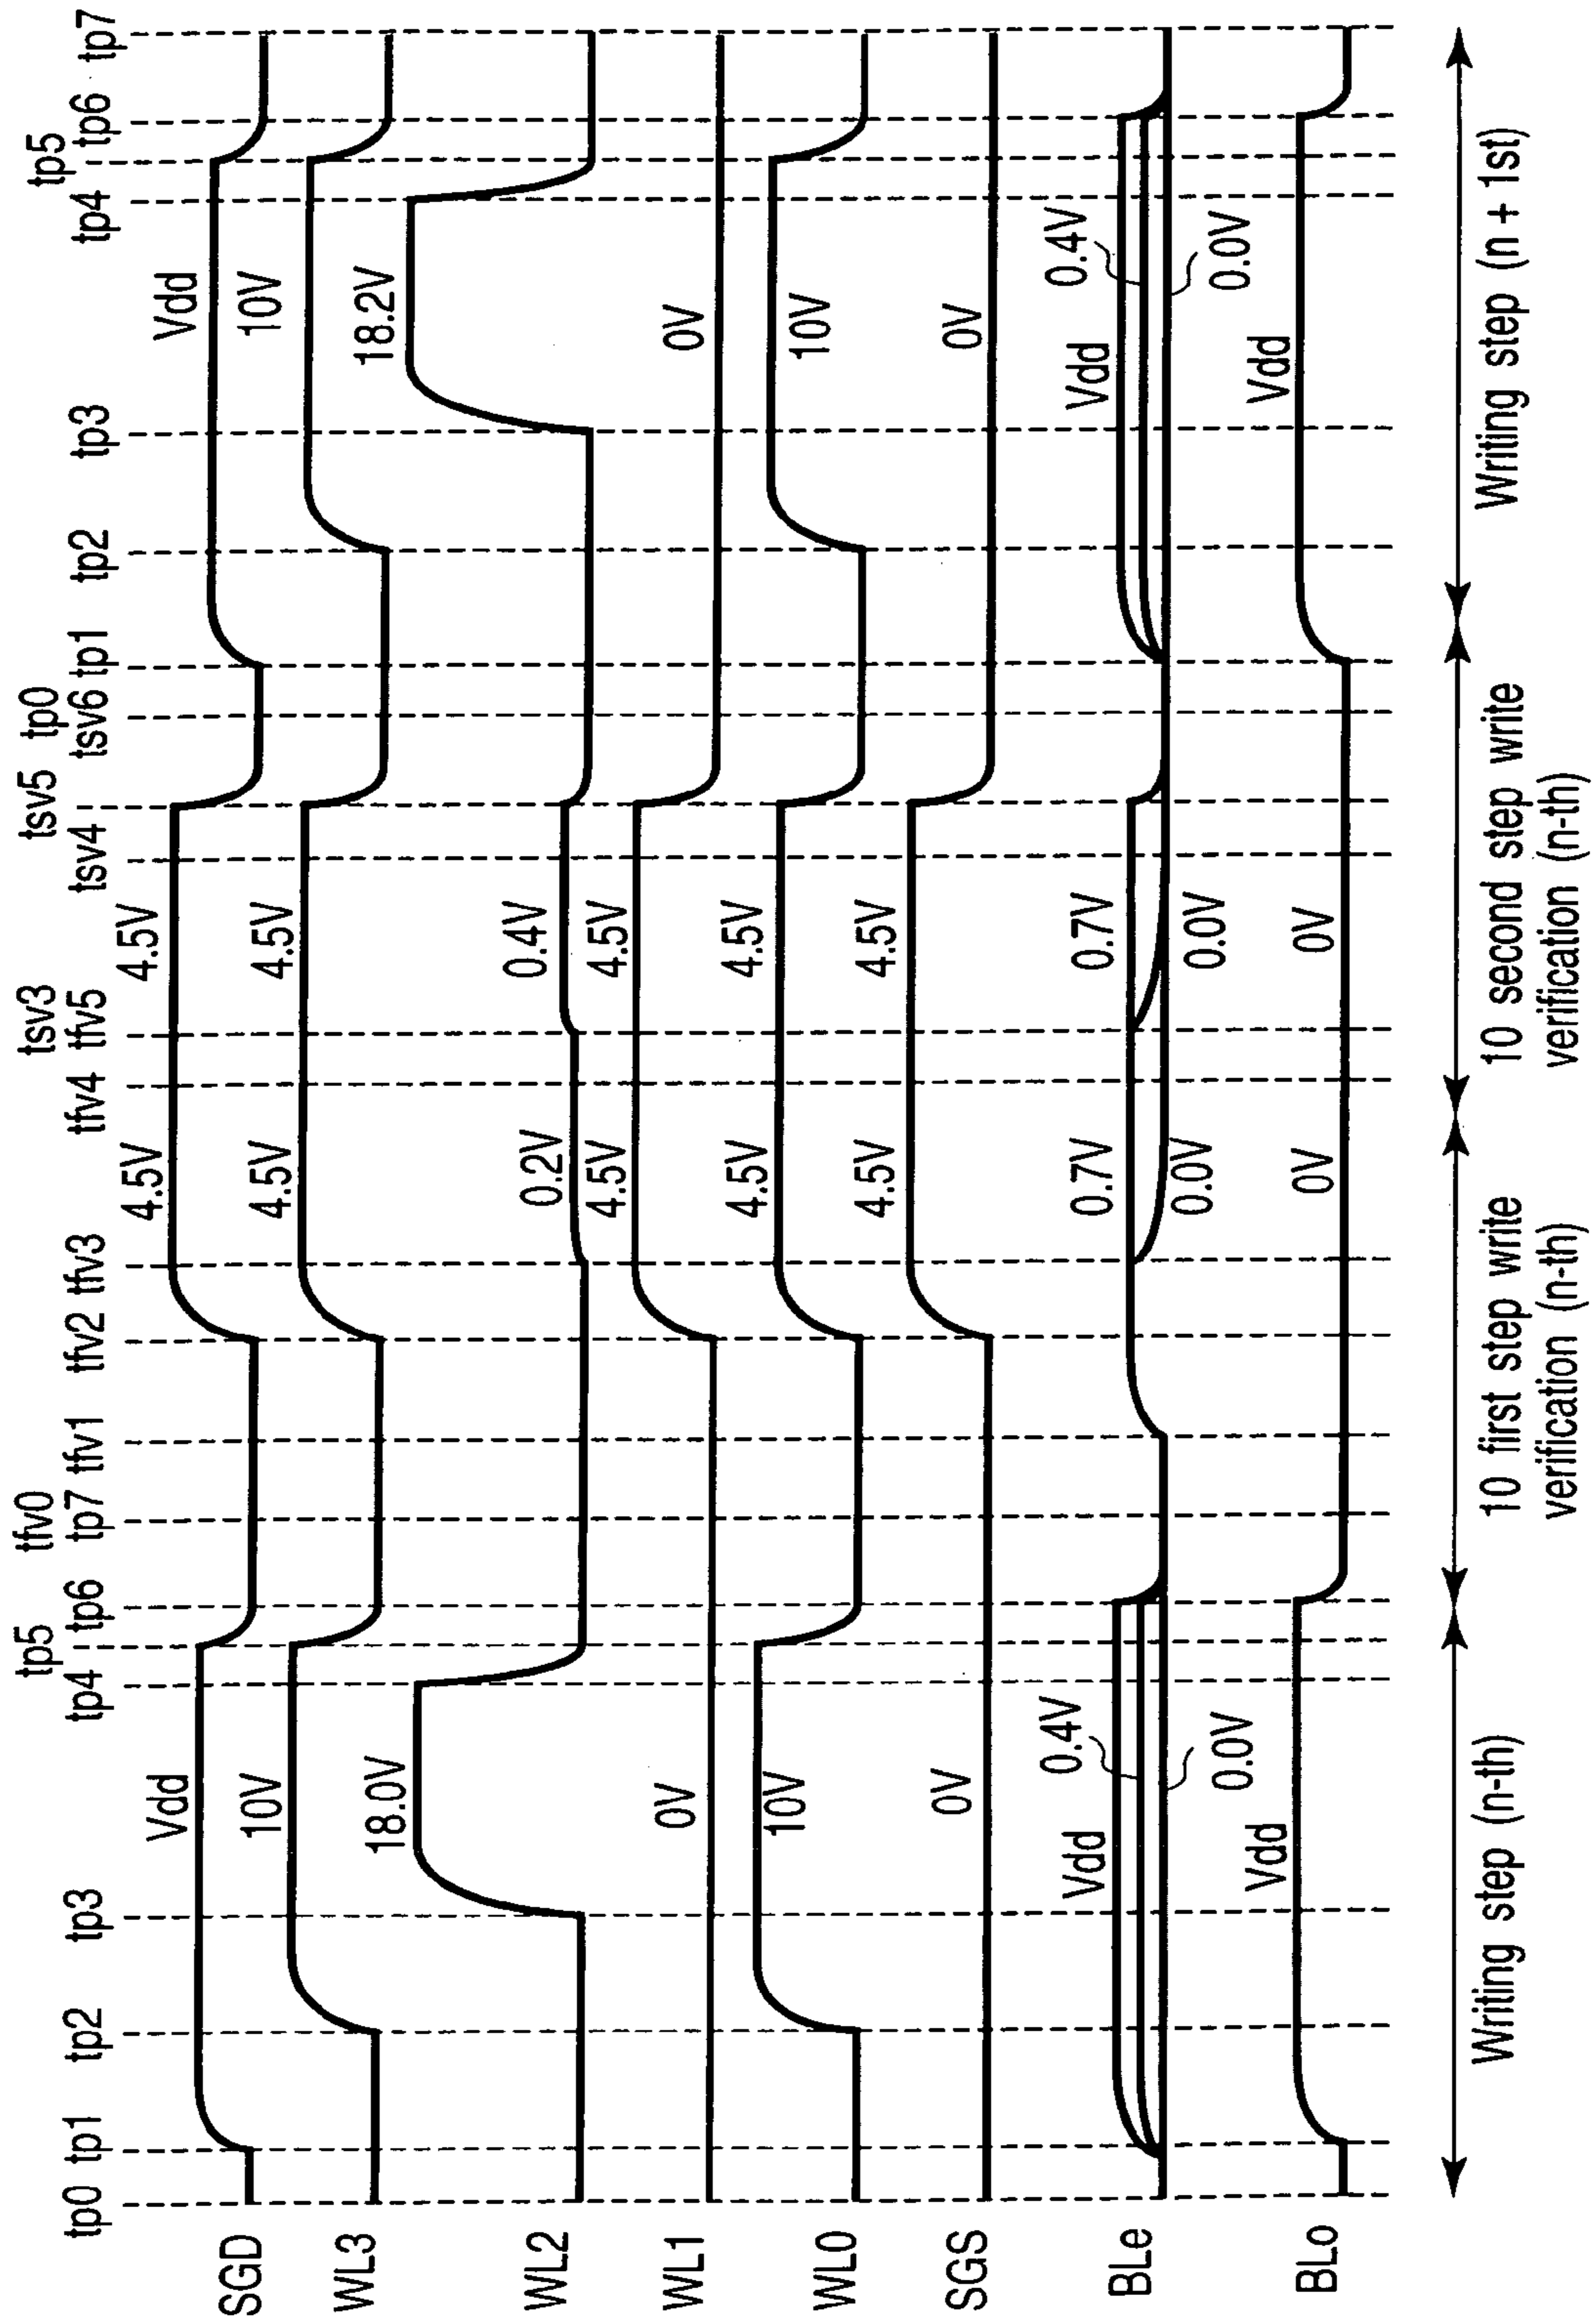 tp5 tfv0 tsv3 tsv5 tp0 tp5
tp0 tp1 tp2 tp3 tp4 tp6 tp7 tfv1 tfv2 tfv3 tfv4 tfv5 tsv4 tsv6 tp1 tp2 tp3 tp4 tp6 tp7
SGD Vdd 4.5V 4.5V Vdd
WL3 10V 4.5V 4.5V 10V
WL2 18.0V 0.2V 0.4V 18.2V
WL1 0V 4.5V 4.5V 0V
WL0 10V 4.5V 4.5V 10V
SGS 0V 4.5V 4.5V 0V
0.4V 0.4V
BLe Vdd 0.7V 0.7V Vdd
0.0V 0.0V 0.0V 0.0V
BLo Vdd 0V 0V Vdd
Writing step (n-th) 10 first step write 10 second step write Writing step (n + 1st)
verification (n-th) verification (n-th)